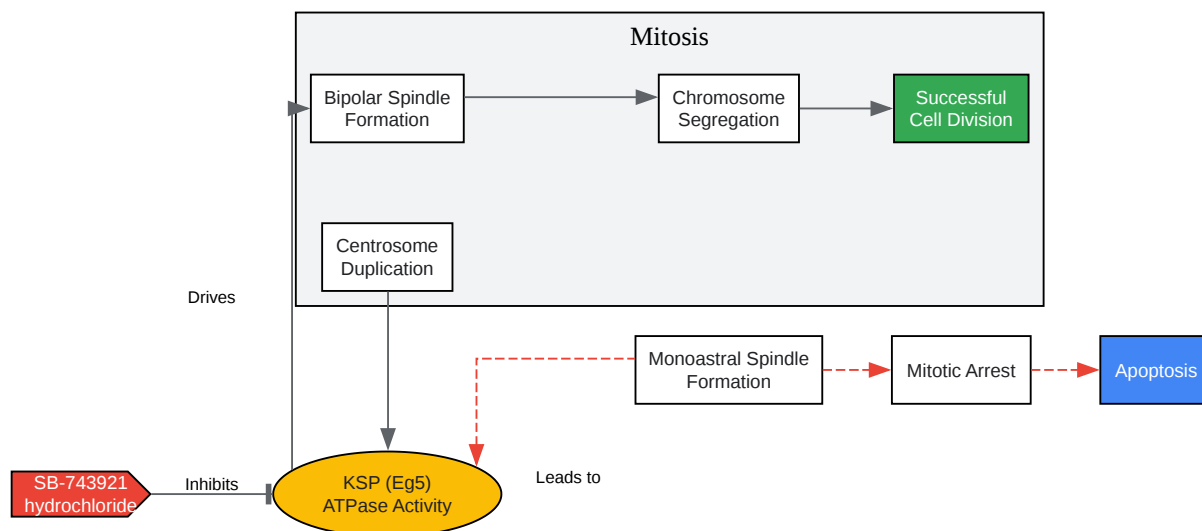 Mitosis
Bipolar Spindle
Formation
Chromosome
Segregation
Successful
Cell Division
Centrosome
Duplication
Drives
Monoastral Spindle
Formation
Mitotic Arrest
Apoptosis
SB-743921
hydrochloride
Inhibits
KSP (Eg5)
ATPase Activity
Leads to